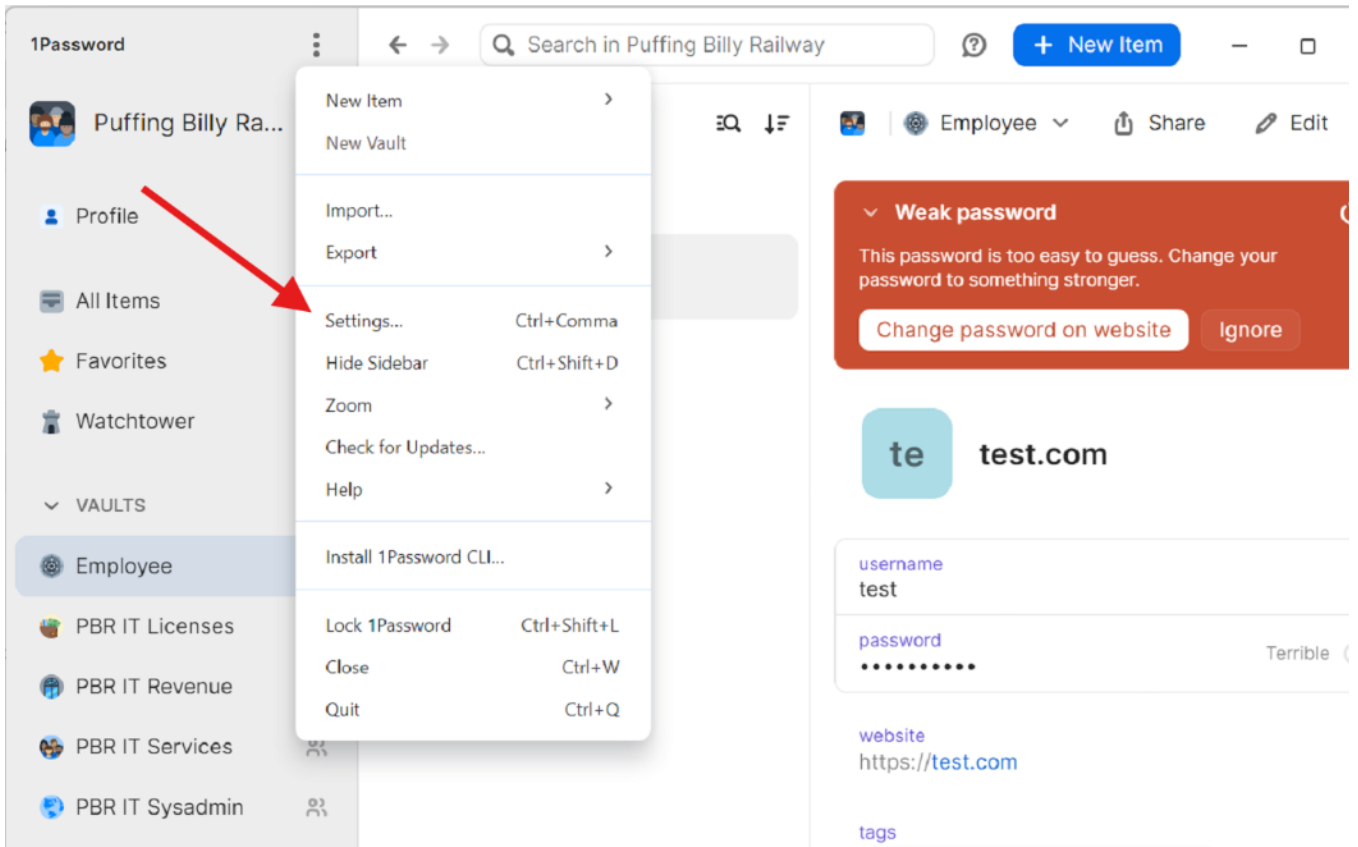 1Password
Search in Puffing Billy Railway
+ New Item
Puffing Billy Ra...
Profile
All Items
Favorites
Watchtower
VAULTS
Employee
PBR IT Licenses
PBR IT Revenue
PBR IT Services
PBR IT Sysadmin
New Item
New Vault
Import...
Export
Settings... Ctrl+Comma
Hide Sidebar Ctrl+Shift+D
Zoom
Check for Updates...
Help
Install 1Password CLI...
Lock 1Password Ctrl+Shift+L
Close Ctrl+W
Quit Ctrl+Q
Employee Share Edit
Weak password
This password is too easy to guess. Change your
password to something stronger.
Change password on website Ignore
te test.com
username
test
password
•••••••••• Terrible
website
https://test.com
tags